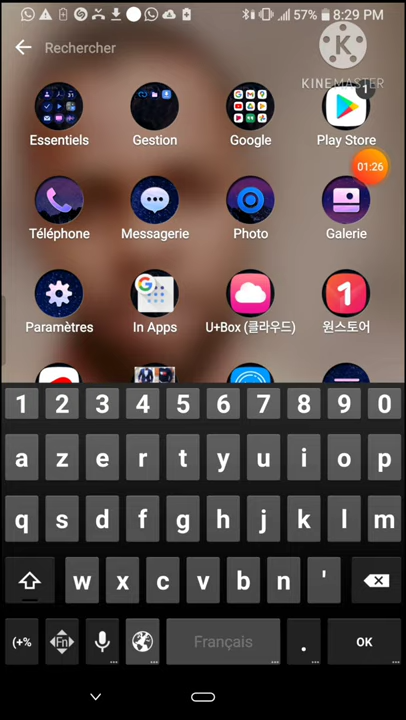 57% 8:29 PM
Rechercher
K
KINEMASTER
1
Essentiels Gestion Google Play Store
01:26
Téléphone Messagerie Photo Galerie
G 1
Paramètres In Apps U+Box (클라우드) 원스토어
1 2 3 4 5 6 7 8 9 0
a z e r t y u i o p
q s d f g h j k l m
w x c v b n '
(+% Fn Français . OK